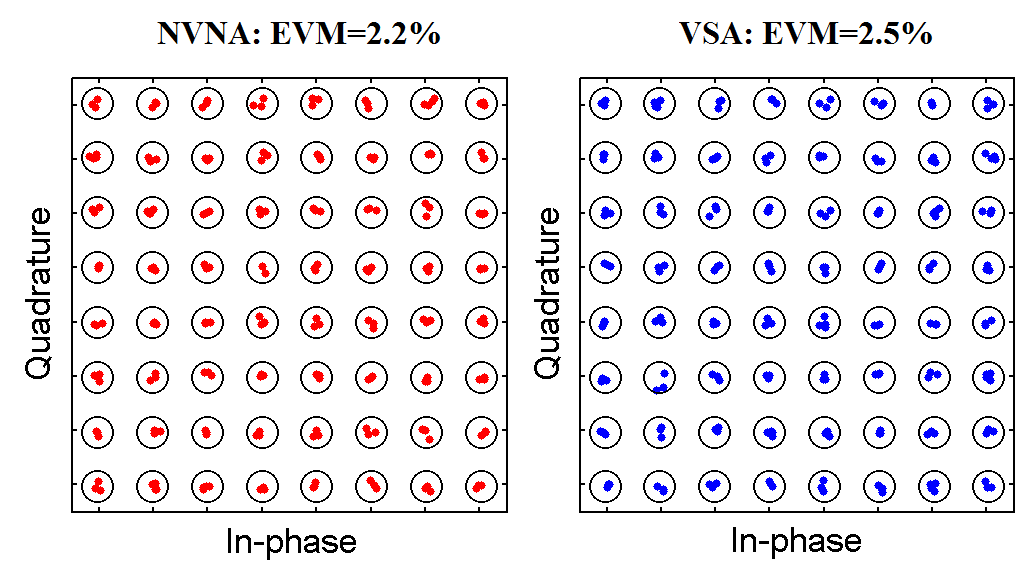 NVNA: EVM=2.2%
VSA: EVM=2.5%
Quadrature
In-phase
Quadrature
In-phase